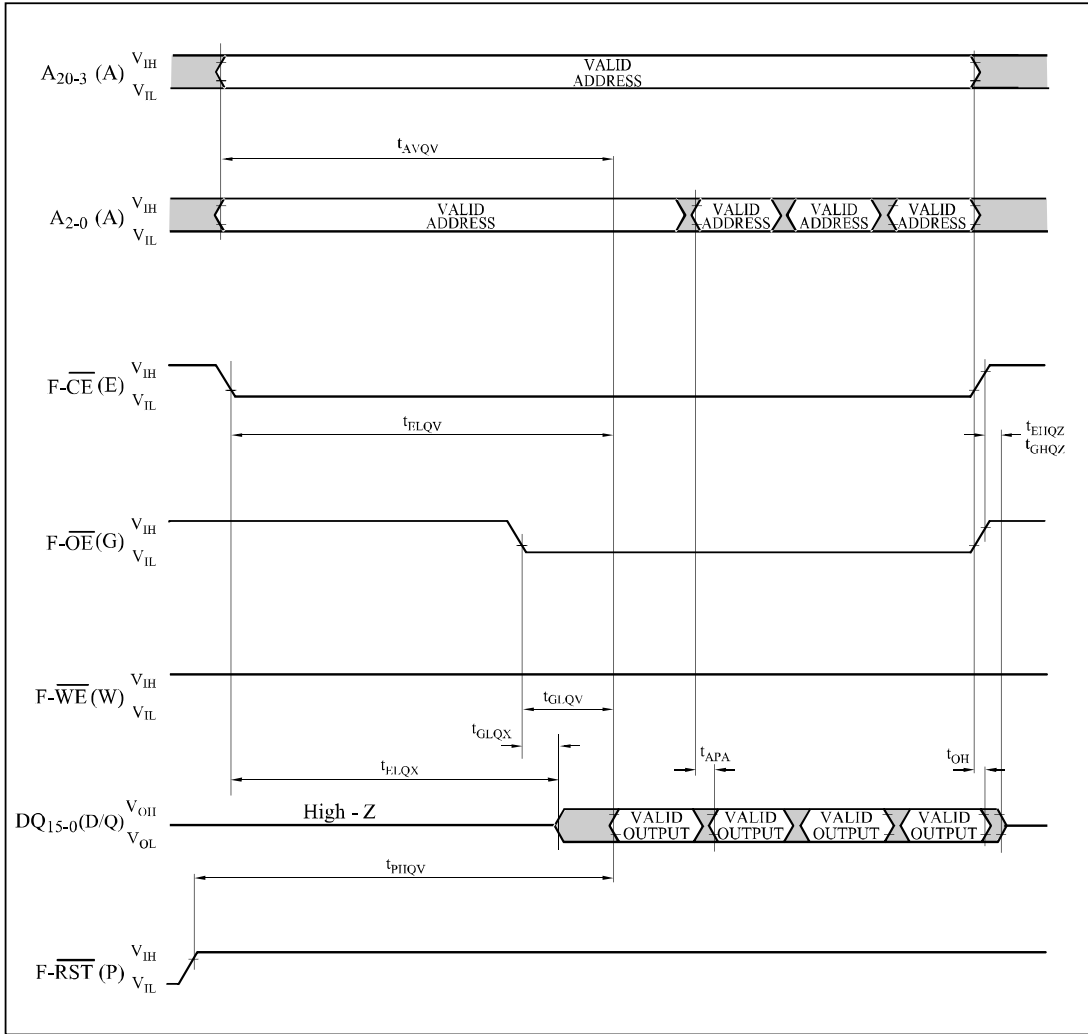 A20-3 (A)
VIH
VIL
VALID
ADDRESS
tAVQV
A2-0 (A)
VIH
VIL
VALID
ADDRESS
VALID
ADDRESS
VALID
ADDRESS
VALID
ADDRESS
F-CE (E)
VIH
VIL
tELQV
tEHQZ
tGHQZ
F-OE (G)
VIH
VIL
F-WE (W)
VIH
VIL
tGLQV
tGLQX
tELQX
tAPA
tOH
DQ15-0 (D/Q)
VOH
VOL
High - Z
VALID
OUTPUT
VALID
OUTPUT
VALID
OUTPUT
VALID
OUTPUT
tPHQV
F-RST (P)
VIH
VIL